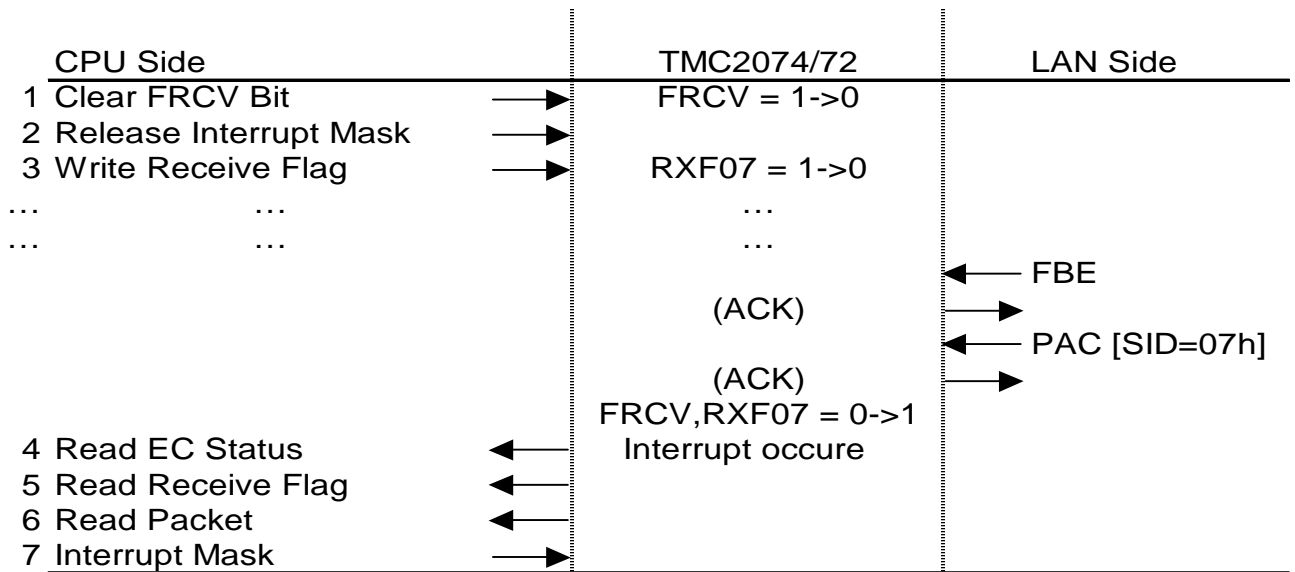 CPU Side TMC2074/72 LAN Side
1 Clear FRCV Bit FRCV = 1->0
2 Release Interrupt Mask
3 Write Receive Flag RXF07 = 1->0
... ... ...
... ... ...
FBE
(ACK)
PAC [SID=07h]
(ACK)
FRCV,RXF07 = 0->1
4 Read EC Status Interrupt occure
5 Read Receive Flag
6 Read Packet
7 Interrupt Mask